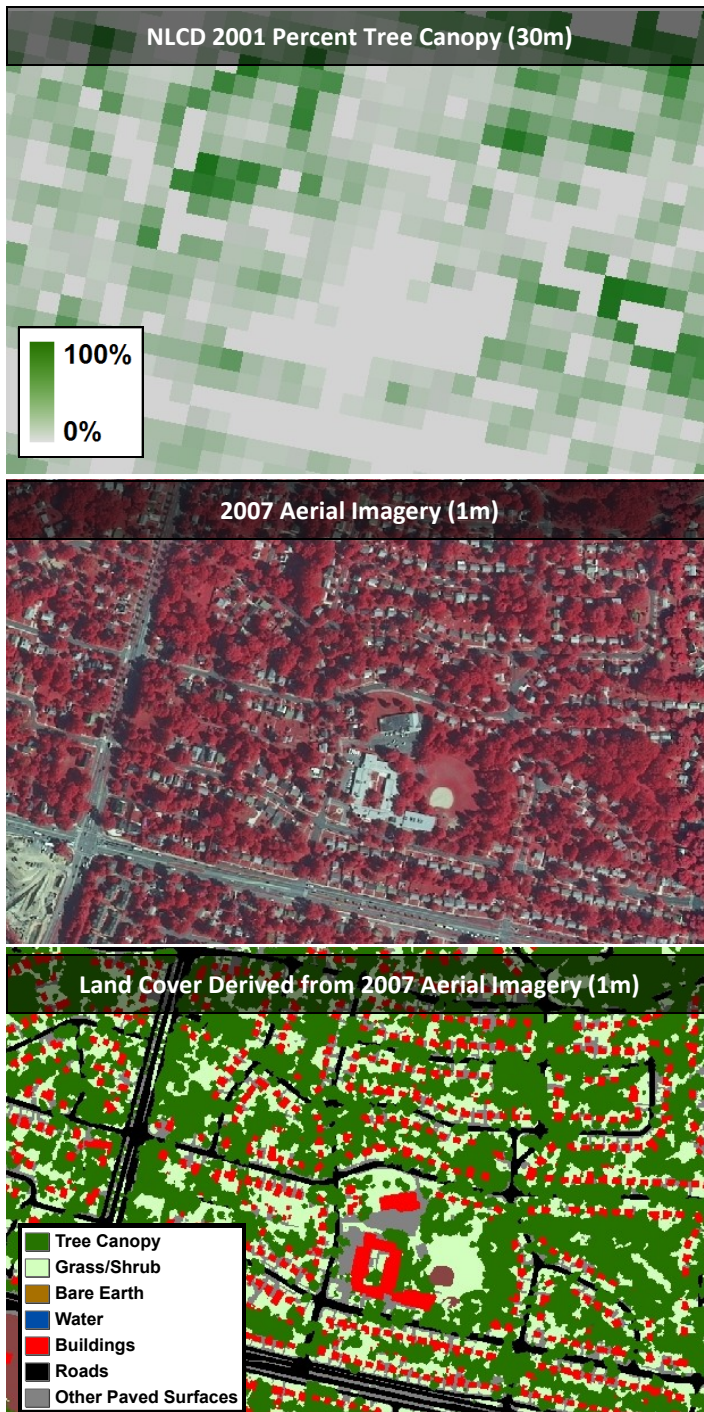 NLCD 2001 Percent Tree Canopy (30m)
100%
0%
2007 Aerial Imagery (1m)
Land Cover Derived from 2007 Aerial Imagery (1m)
Tree Canopy
Grass/Shrub
Bare Earth
Water
Buildings
Roads
Other Paved Surfaces